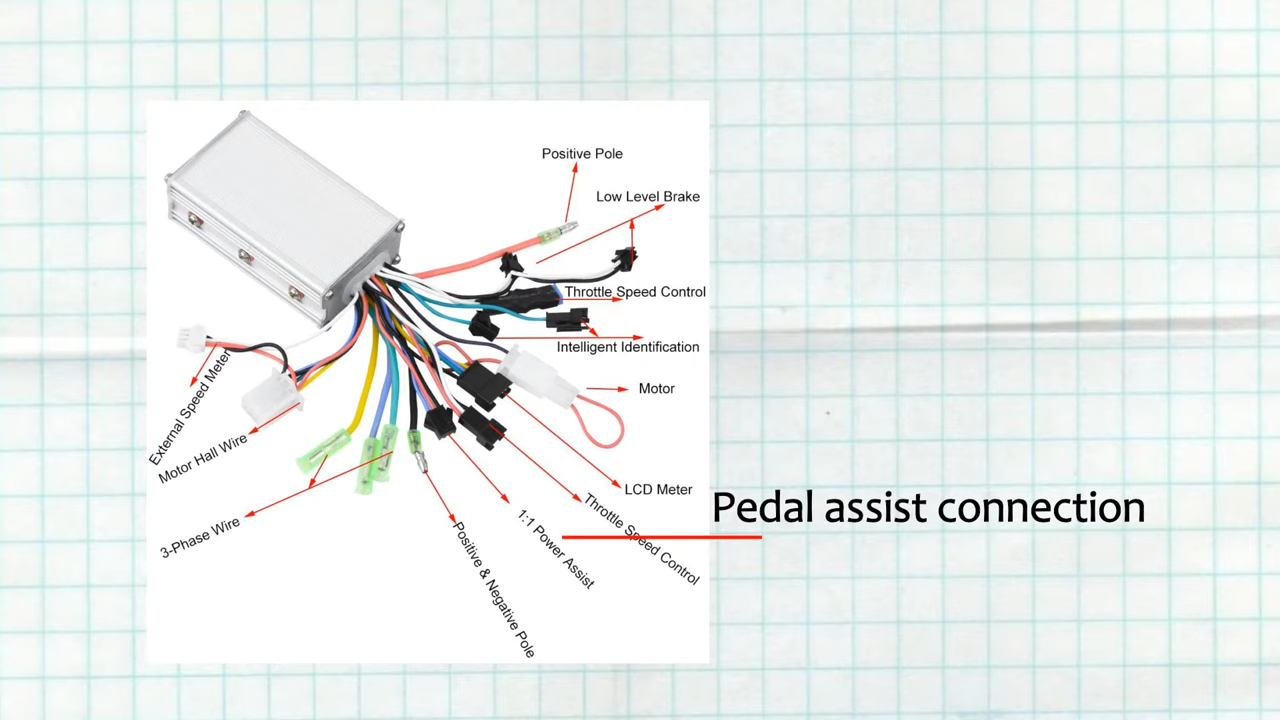 Positive Pole
Low Level Brake
Throttle Speed Control
Intelligent Identification
Motor
External Speed Meter
Motor Hall Wire
3-Phase Wire
LCD Meter
Throttle Speed Control
1:1 Power Assist
Positive & Negative Pole
Pedal assist connection